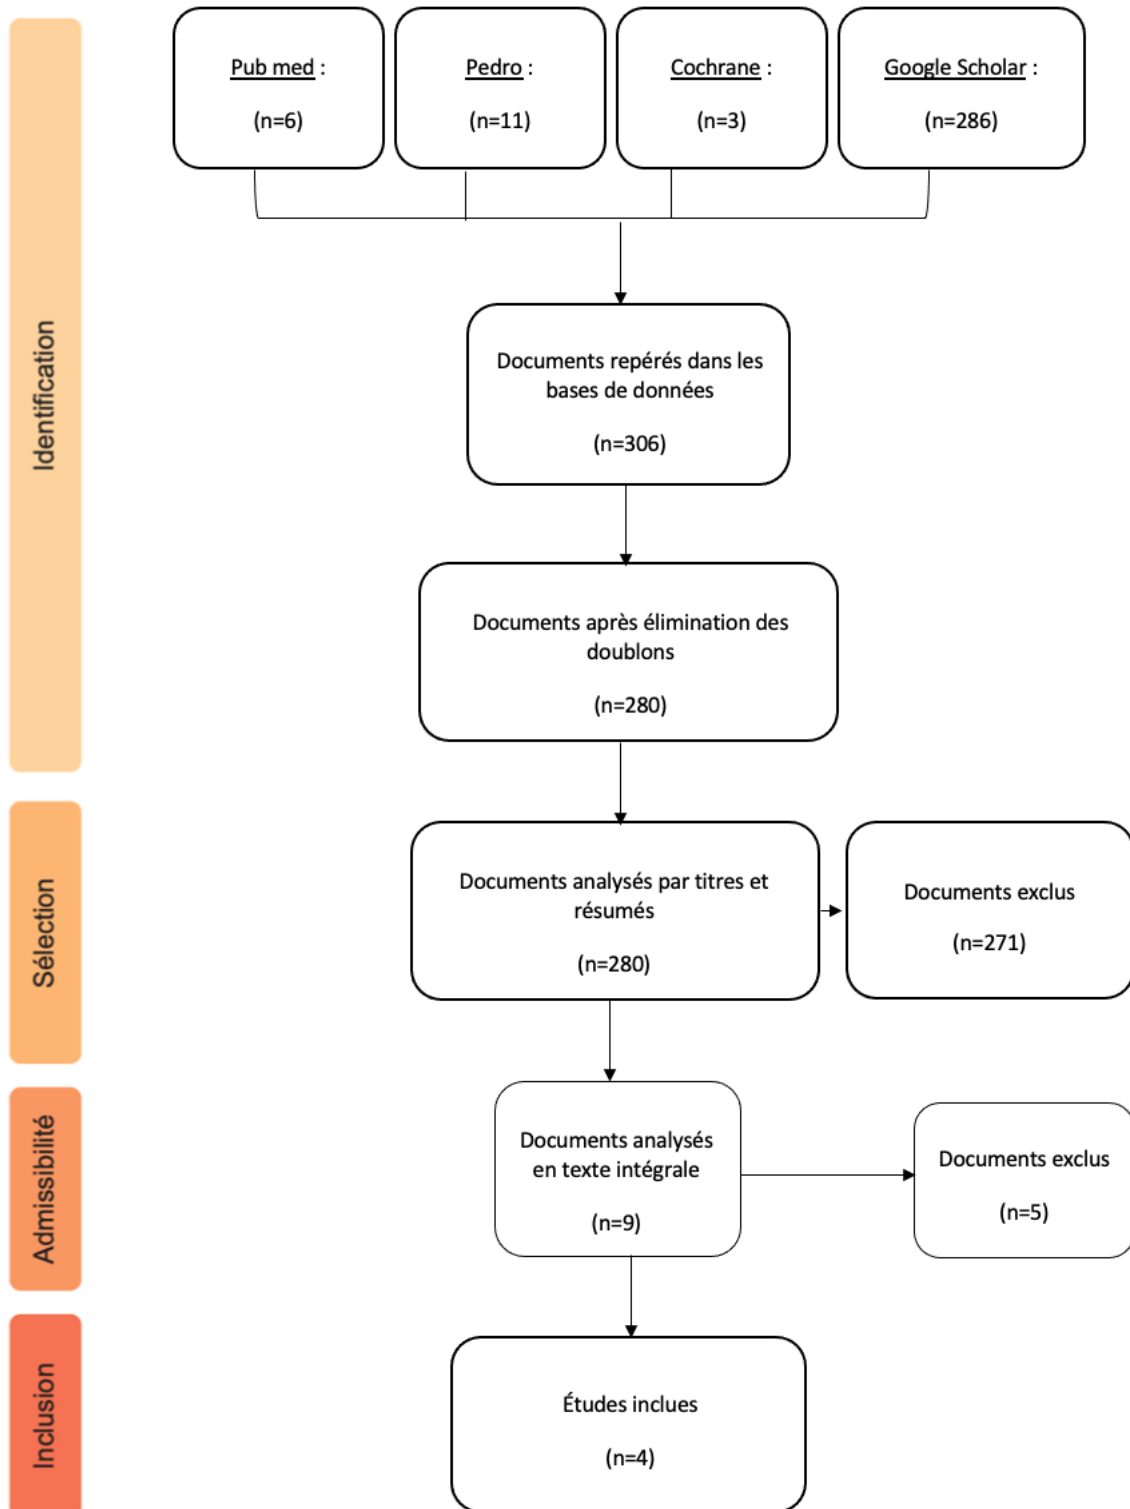 Pub med :
(n=6)
Pedro :
(n=11)
Cochrane :
(n=3)
Google Scholar :
(n=286)
Identification
Documents repérés dans les
bases de données
(n=306)
Documents après élimination des
doublons
(n=280)
Sélection
Documents analysés par titres et
résumés
(n=280)
Documents exclus
(n=271)
Admissibilité
Documents analysés
en texte intégrale
(n=9)
Documents exclus
(n=5)
Inclusion
Études inclues
(n=4)